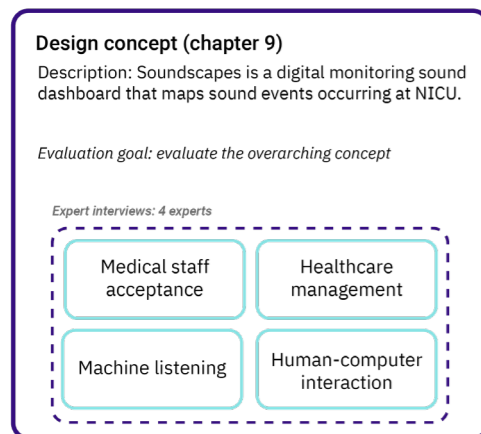 Design concept (chapter 9)
Description: Soundscapes is a digital monitoring sound
dashboard that maps sound events occurring at NICU.
Evaluation goal: evaluate the overarching concept
Expert interviews: 4 experts
Medical staff
acceptance
Healthcare
management
Machine listening
Human-computer
interaction